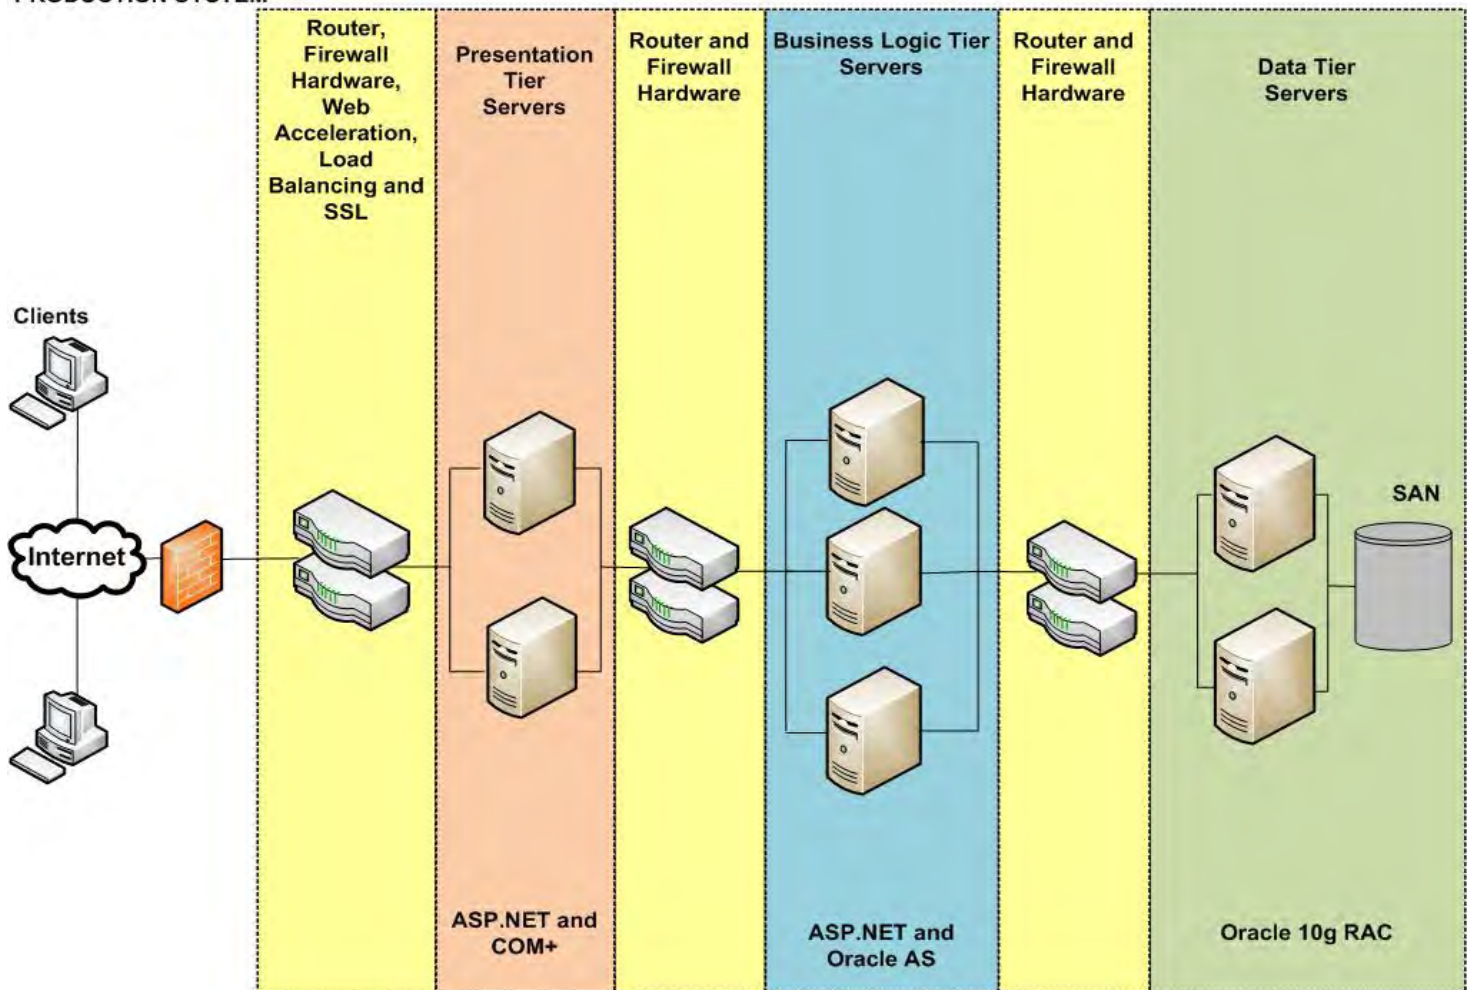 PRODUCTION SYSTEM
Router,
Firewall
Hardware,
Web
Acceleration,
Load
Balancing and
SSL
Presentation
Tier
Servers
Router and
Firewall
Hardware
Business Logic Tier
Servers
Router and
Firewall
Hardware
Data Tier
Servers
Clients
Internet
SAN
ASP.NET and
COM+
ASP.NET and
Oracle AS
Oracle 10g RAC